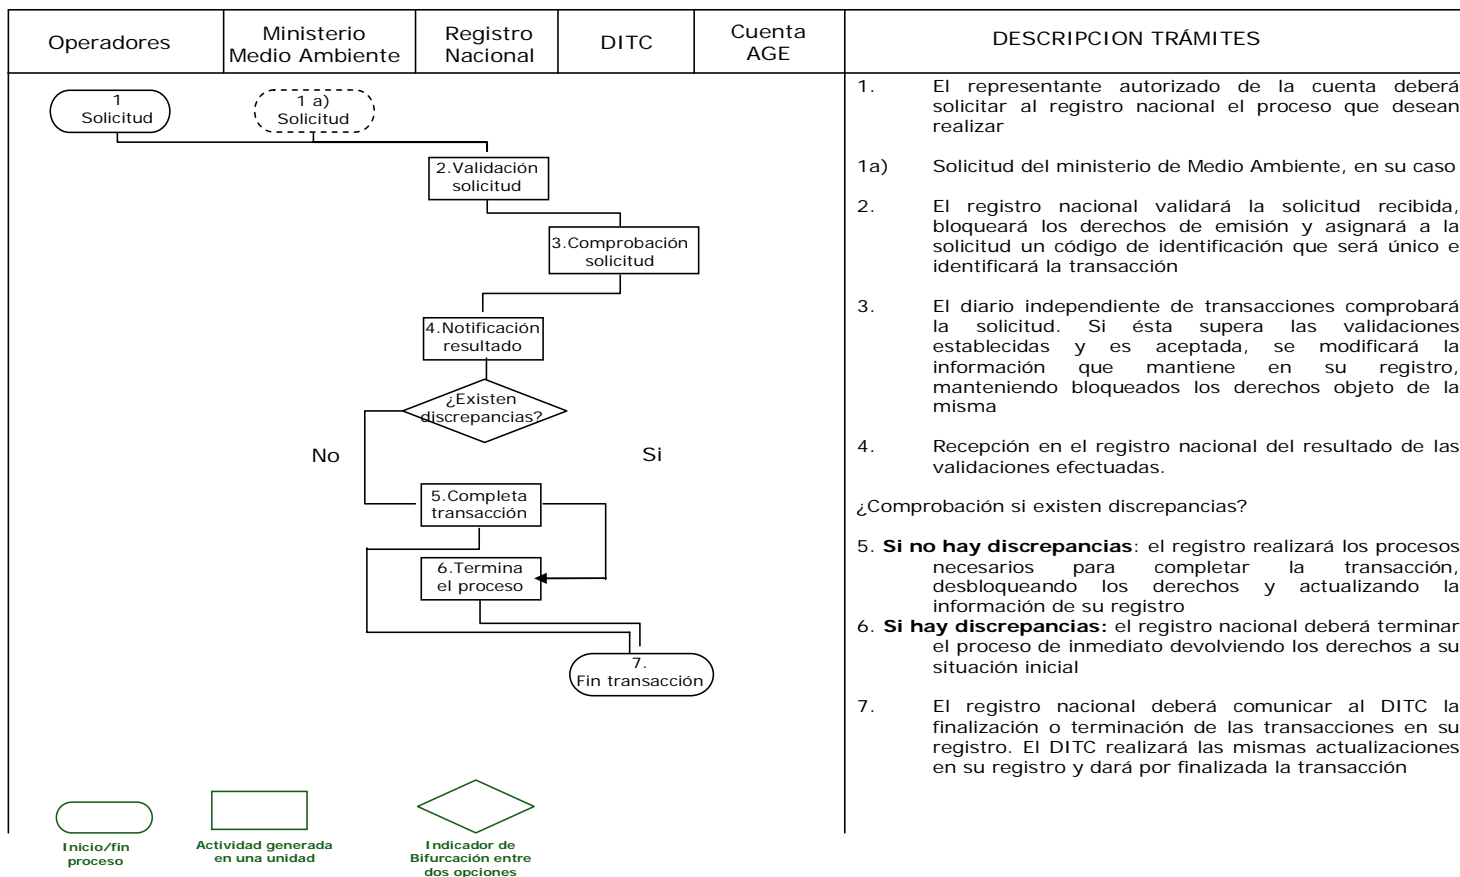 Operadores
Ministerio
Medio Ambiente
Registro
Nacional
DITC
Cuenta
AGE
DESCRIPCION TRÁMITES
1
Solicitud
1 a)
Solicitud
2.Validación
solicitud
3.Comprobación
solicitud
4.Notificación
resultado
¿Existen
discrepancias?
No
Si
5.Completa
transacción
6.Termina
el proceso
7.
Fin transacción
1. El representante autorizado de la cuenta deberá
solicitar al registro nacional el proceso que desean
realizar
1a) Solicitud del ministerio de Medio Ambiente, en su caso
2. El registro nacional validará la solicitud recibida,
bloqueará los derechos de emisión y asignará a la
solicitud un código de identificación que será único e
identificará la transacción
3. El diario independiente de transacciones comprobará
la solicitud. Si ésta supera las validaciones
establecidas y es aceptada, se modificará la
información que mantiene en su registro,
manteniendo bloqueados los derechos objeto de la
misma
4. Recepción en el registro nacional del resultado de las
validaciones efectuadas.
¿Comprobación si existen discrepancias?
5. Si no hay discrepancias: el registro realizará los procesos
necesarios para completar la transacción,
desbloqueando los derechos y actualizando la
información de su registro
6. Si hay discrepancias: el registro nacional deberá terminar
el proceso de inmediato devolviendo los derechos a su
situación inicial
7. El registro nacional deberá comunicar al DITC la
finalización o terminación de las transacciones en su
registro. El DITC realizará las mismas actualizaciones
en su registro y dará por finalizada la transacción
Inicio/fin
proceso
Actividad generada
en una unidad
Indicador de
Bifurcación entre
dos opciones